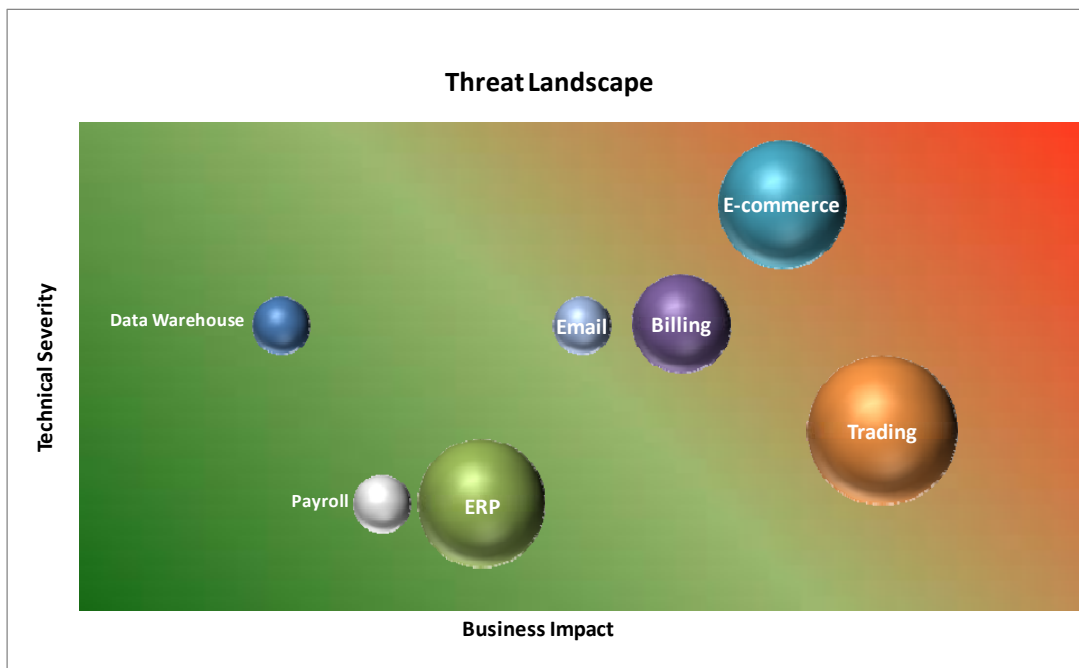 Threat Landscape
E-commerce
Data Warehouse
Email
Billing
Technical Severity
Trading
Payroll
ERP
Business Impact